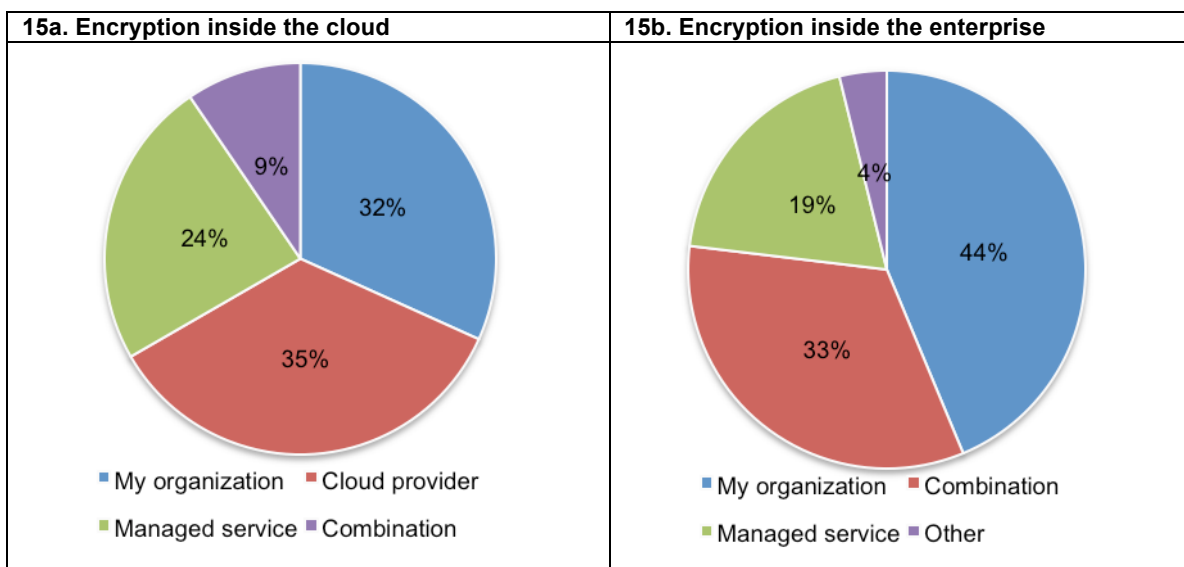 15a. Encryption inside the cloud
15b. Encryption inside the enterprise
9%
32%
24%
35%
My organization
Cloud provider
Managed service
Combination
4%
19%
44%
33%
My organization
Combination
Managed service
Other